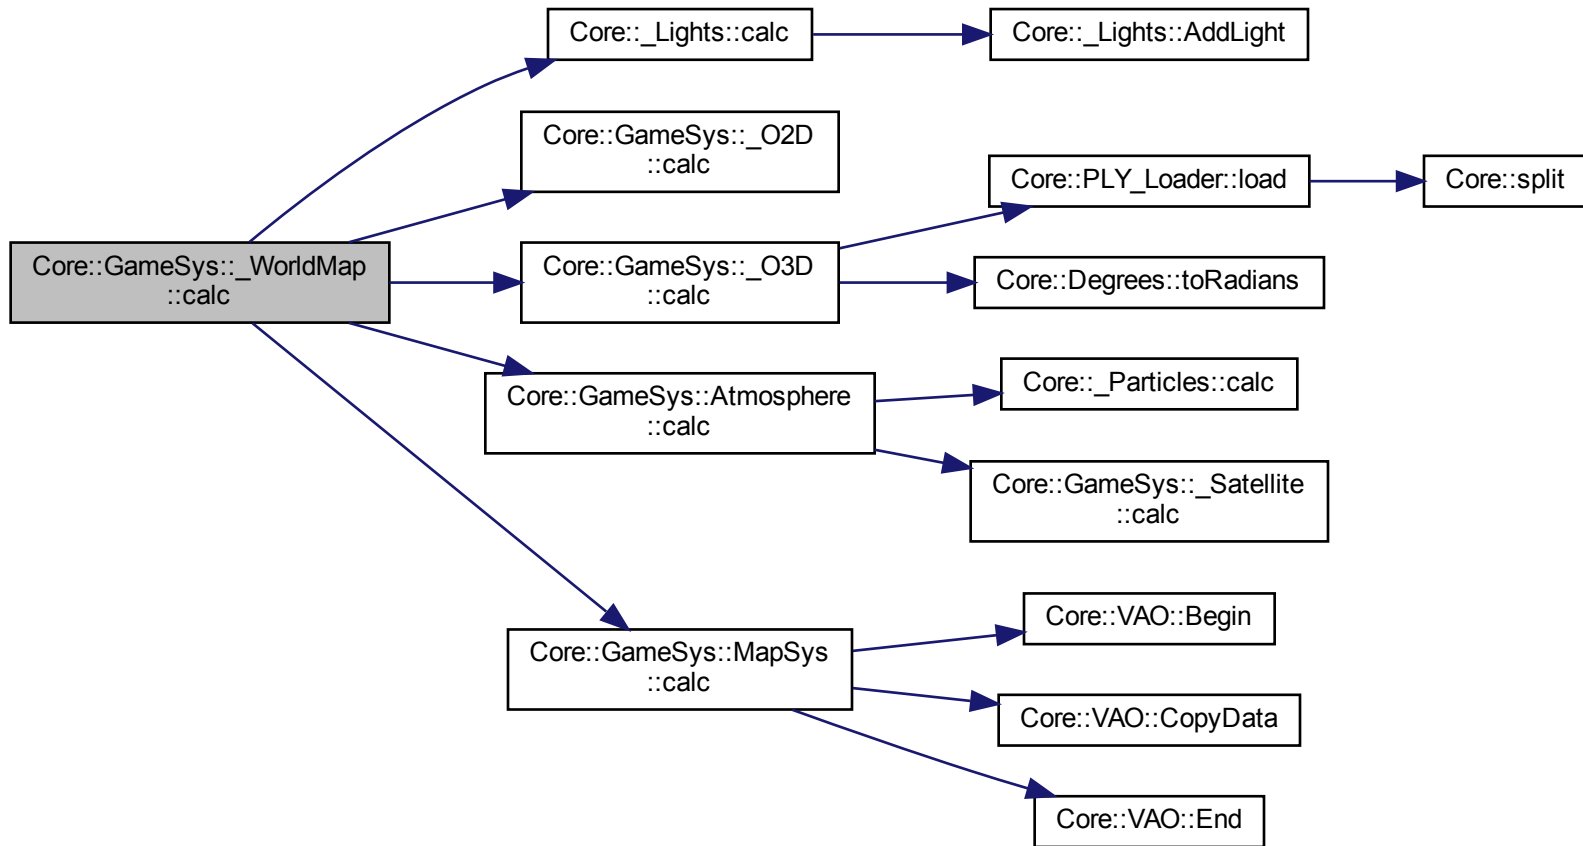 Core::_Lights::calc
Core::_Lights::AddLight
Core::GameSys::_O2D
::calc
Core::PLY_Loader::load
Core::split
Core::GameSys::_WorldMap
::calc
Core::GameSys::_O3D
::calc
Core::Degrees::toRadians
Core::GameSys::Atmosphere
::calc
Core::_Particles::calc
Core::GameSys::_Satellite
::calc
Core::GameSys::MapSys
::calc
Core::VAO::Begin
Core::VAO::CopyData
Core::VAO::End